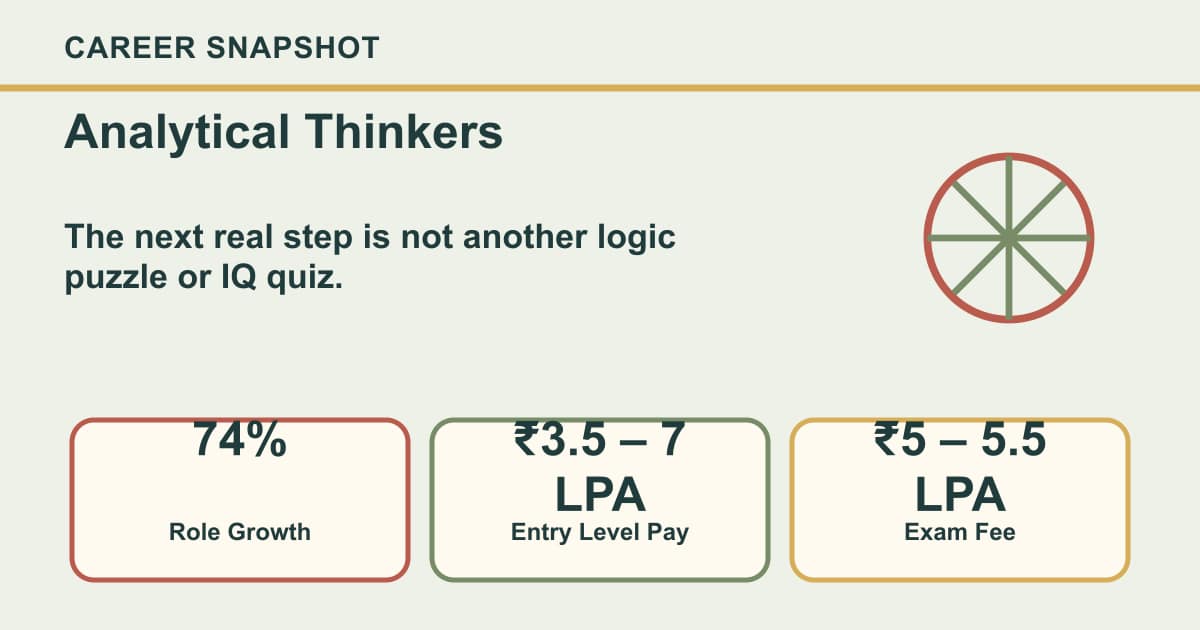 CAREER SNAPSHOT
Analytical Thinkers
The next real step is not another logic
puzzle or IQ quiz.
74%
Role Growth
₹3.5 – 7
LPA
Entry Level Pay
₹5 – 5.5
LPA
Exam Fee